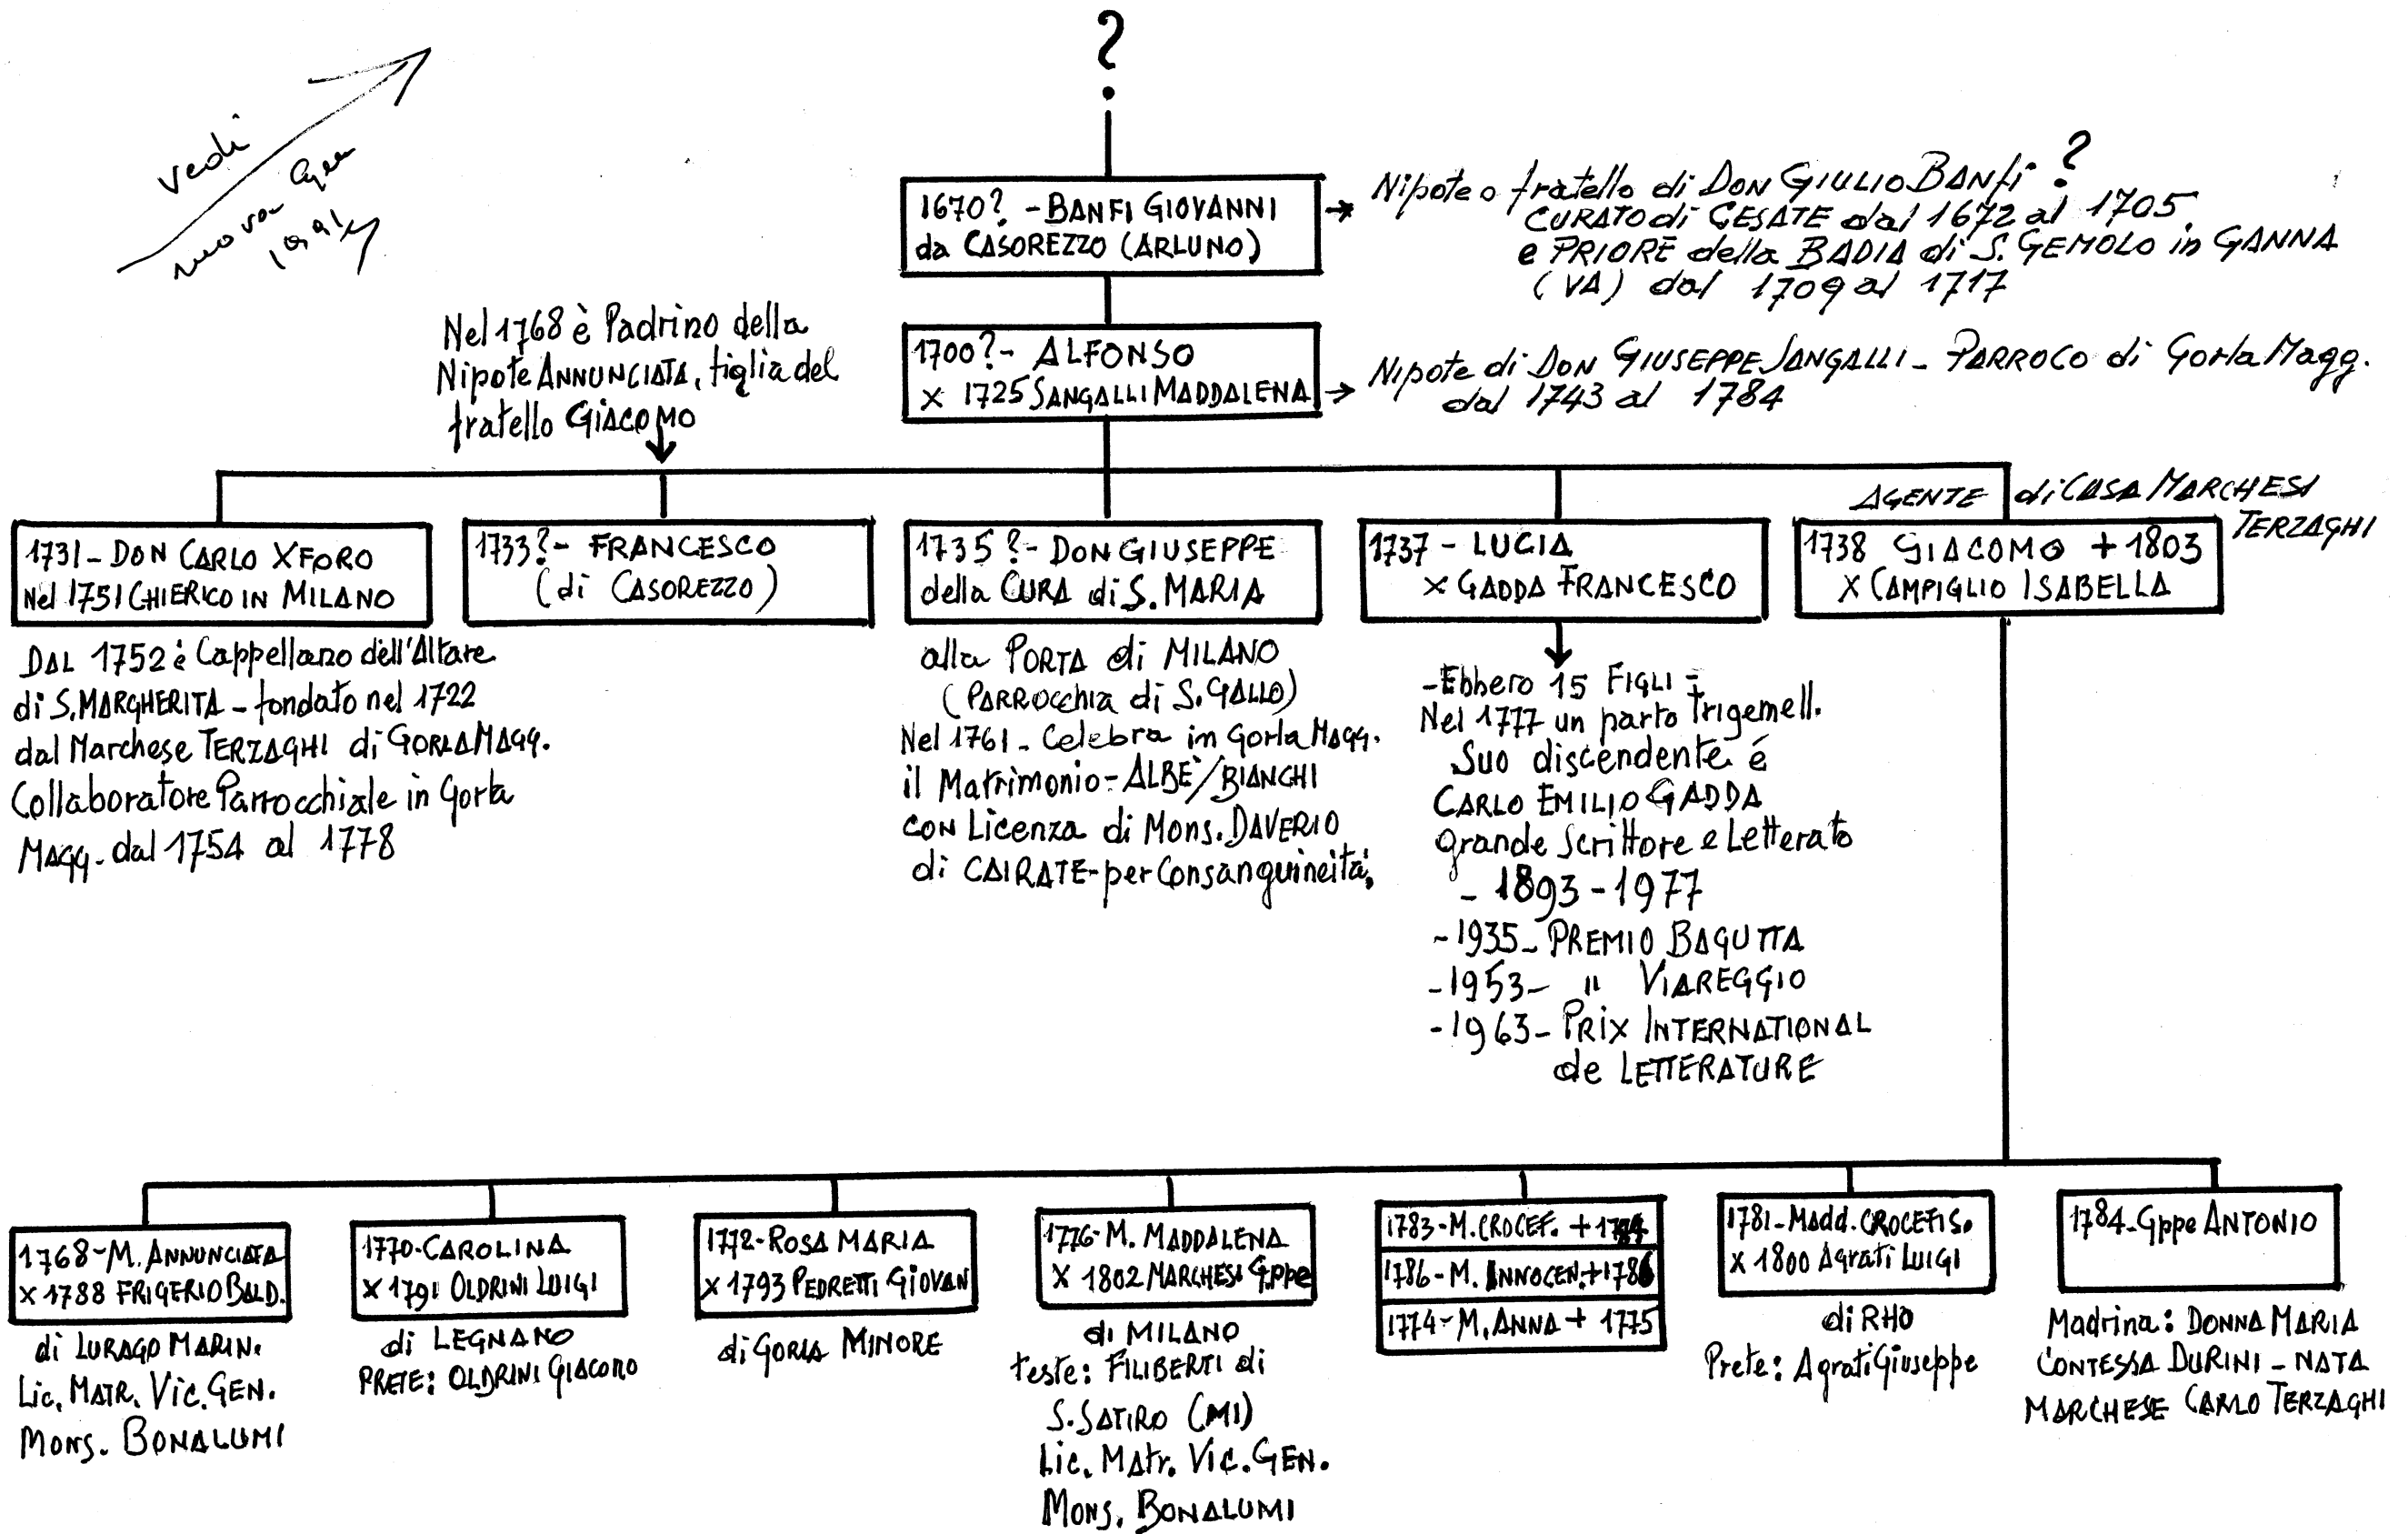 ?
vedi
nuova
1670? - BANFI GIOVANNI
da CASOREZZO (ARLUNO)
→ Nipote o fratello di DON GIULIO BANFI ?
CURATO di CESATE dal 1672 al 1705
e PRIORE della BADIA di S. GEMOLO in GANNA
(VA) dal 1709 al 1717
1700? - ALFONSO
x 1725 SANGALLI MADDALENA
→ Nipote di DON GIUSEPPE SANGALLI - PARROCO di Gorla Magg.
dal 1743 al 1784
Nel 1768 è Padrino della
Nipote ANNUNCIATA, figlia del
fratello GIACOMO
AGENTE di CASA MARCHESI
TERZAGHI
1731 - DON CARLO XFORO
Nel 1751 CHIERICO IN MILANO
DAL 1752 è Cappellano dell'Altare
di S. MARGHERITA - fondato nel 1722
dal Marchese TERZAGHI di GORLA MAGG.
Collaboratore Parrocchiale in Gorla
MAGG. dal 1754 al 1778
1733? - FRANCESCO
(di CASOREZZO)
1735? - DON GIUSEPPE
della CURA di S. MARIA
alla PORTA di MILANO
(PARROCCHIA di S. GALLO)
Nel 1761 - Celebra in Gorla MAGG.
il Matrimonio - ALBE'/BIANCHI
CON Licenza di Mons. DAVERIO
di CAIRATE - per Consanguineità,
1737 - LUCIA
x GADDA FRANCESCO
- Ebbero 15 FIGLI -
Nel 1777 un parto Trigemell.
Suo discendente é
CARLO EMILIO GADDA
grande Scrittore e Letterato
- 1893 - 1977
- 1935 - PREMIO BAGUTTA
- 1953 - " VIAREGGIO
- 1963 - PRIX INTERNATIONAL
de LETTERATURE
1738 GIACOMO + 1803
x CAMPIGLIO ISABELLA
1768 - M. ANNUNCIATA
x 1788 FRIGERIO BALD.
di LURAGO MARIN.
Lic. MATR. Vic. GEN.
MONS. BONALUMI
1770 - CAROLINA
x 1791 OLDRINI LUIGI
di LEGNANO
PRETE: OLDRINI GIACOMO
1772 - ROSA MARIA
x 1793 PEDRETTI GIOVAN
di GORLA MINORE
1776 - M. MADDALENA
x 1802 MARCHESI G.ppe
di MILANO
teste: FILIBERTI di
S. SATIRO (MI)
Lic. MATr. Vic. GEN.
MONS. BONALUMI
1783 - M. CROCEF. + 1784
1786 - M. INNOCEN. + 1786
1774 - M. ANNA + 1775
1781 - Madd. CROCEFIS.
x 1800 Agrati LUIGI
di RHO
Prete: Agrati Giuseppe
1784 - Gppe ANTONIO
Madrina: DONNA MARIA
CONTESSA DURINI - NATA
MARCHESE CARLO TERZAGHI